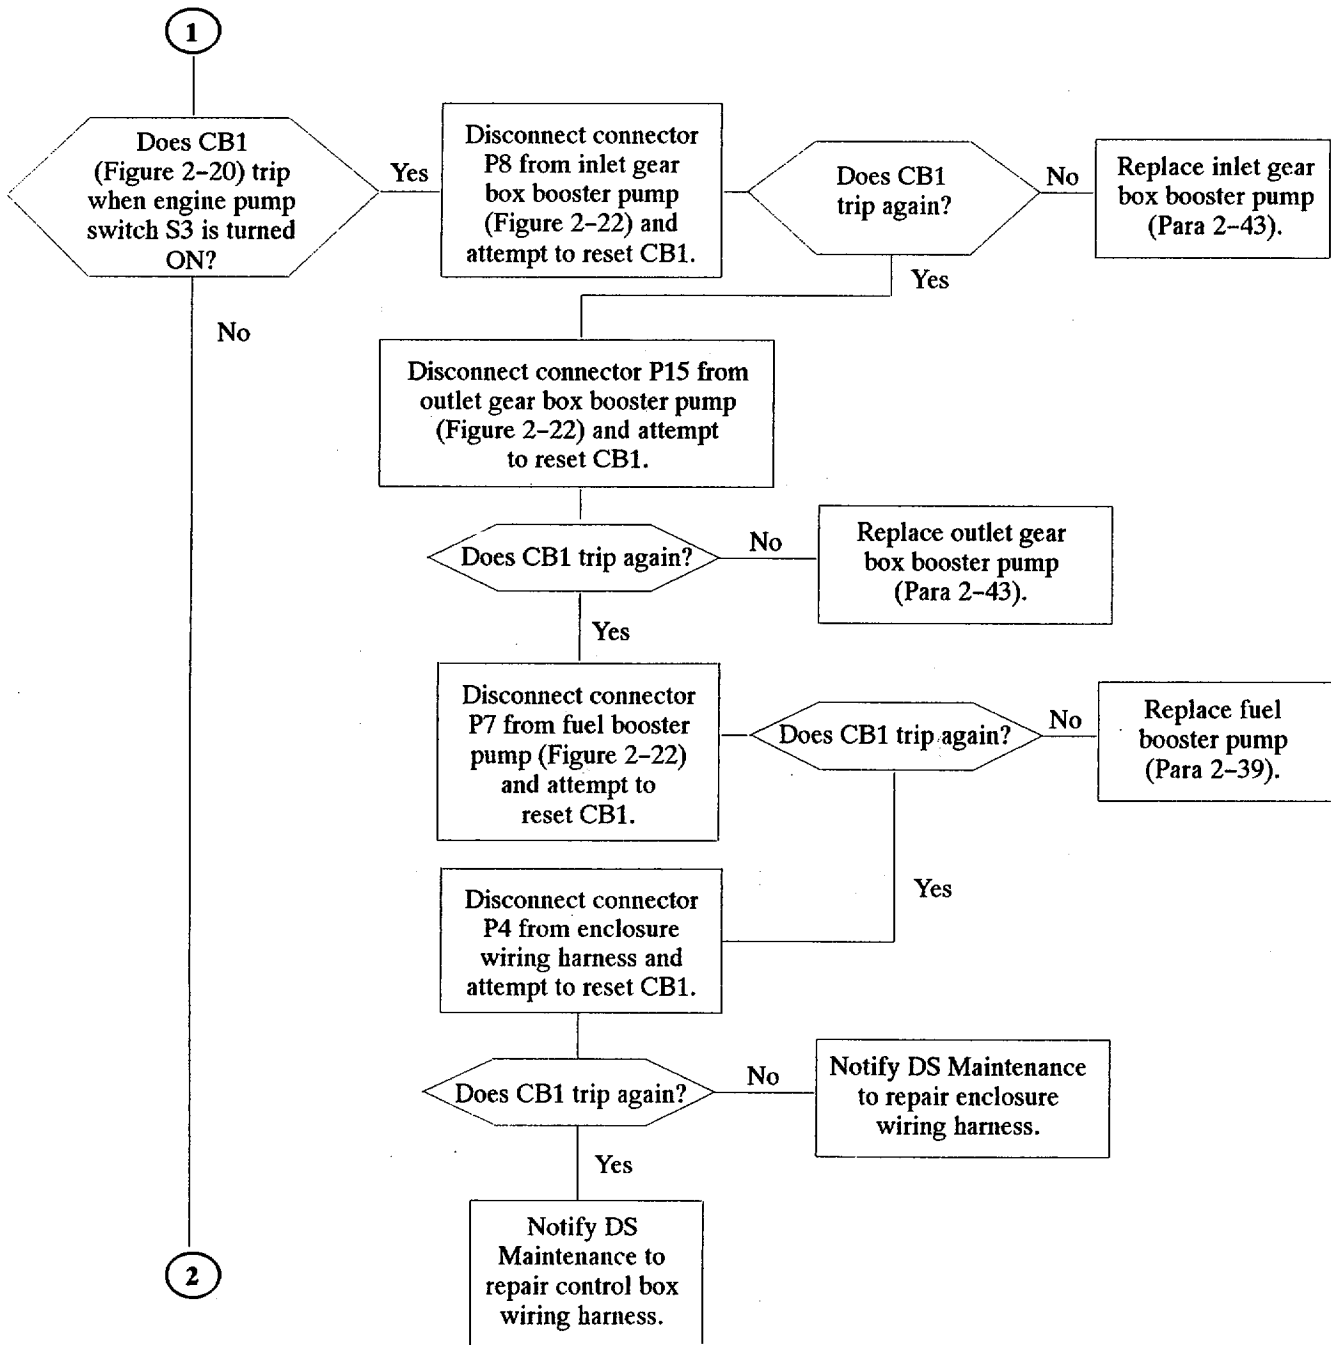 1
Does CB1
(Figure 2–20) trip
when engine pump
switch S3 is turned
ON?
Yes
Disconnect connector
P8 from inlet gear
box booster pump
(Figure 2–22) and
attempt to reset CB1.
Does CB1
trip again?
No
Replace inlet gear
box booster pump
(Para 2–43).
Yes
No
Disconnect connector P15 from
outlet gear box booster pump
(Figure 2–22) and attempt
to reset CB1.
Does CB1 trip again?
No
Replace outlet gear
box booster pump
(Para 2–43).
Yes
Disconnect connector
P7 from fuel booster
pump (Figure 2–22)
and attempt to
reset CB1.
Does CB1 trip again?
No
Replace fuel
booster pump
(Para 2–39).
Yes
Disconnect connector
P4 from enclosure
wiring harness and
attempt to reset CB1.
Does CB1 trip again?
No
Notify DS Maintenance
to repair enclosure
wiring harness.
Yes
Notify DS
Maintenance to
repair control box
wiring harness.
2